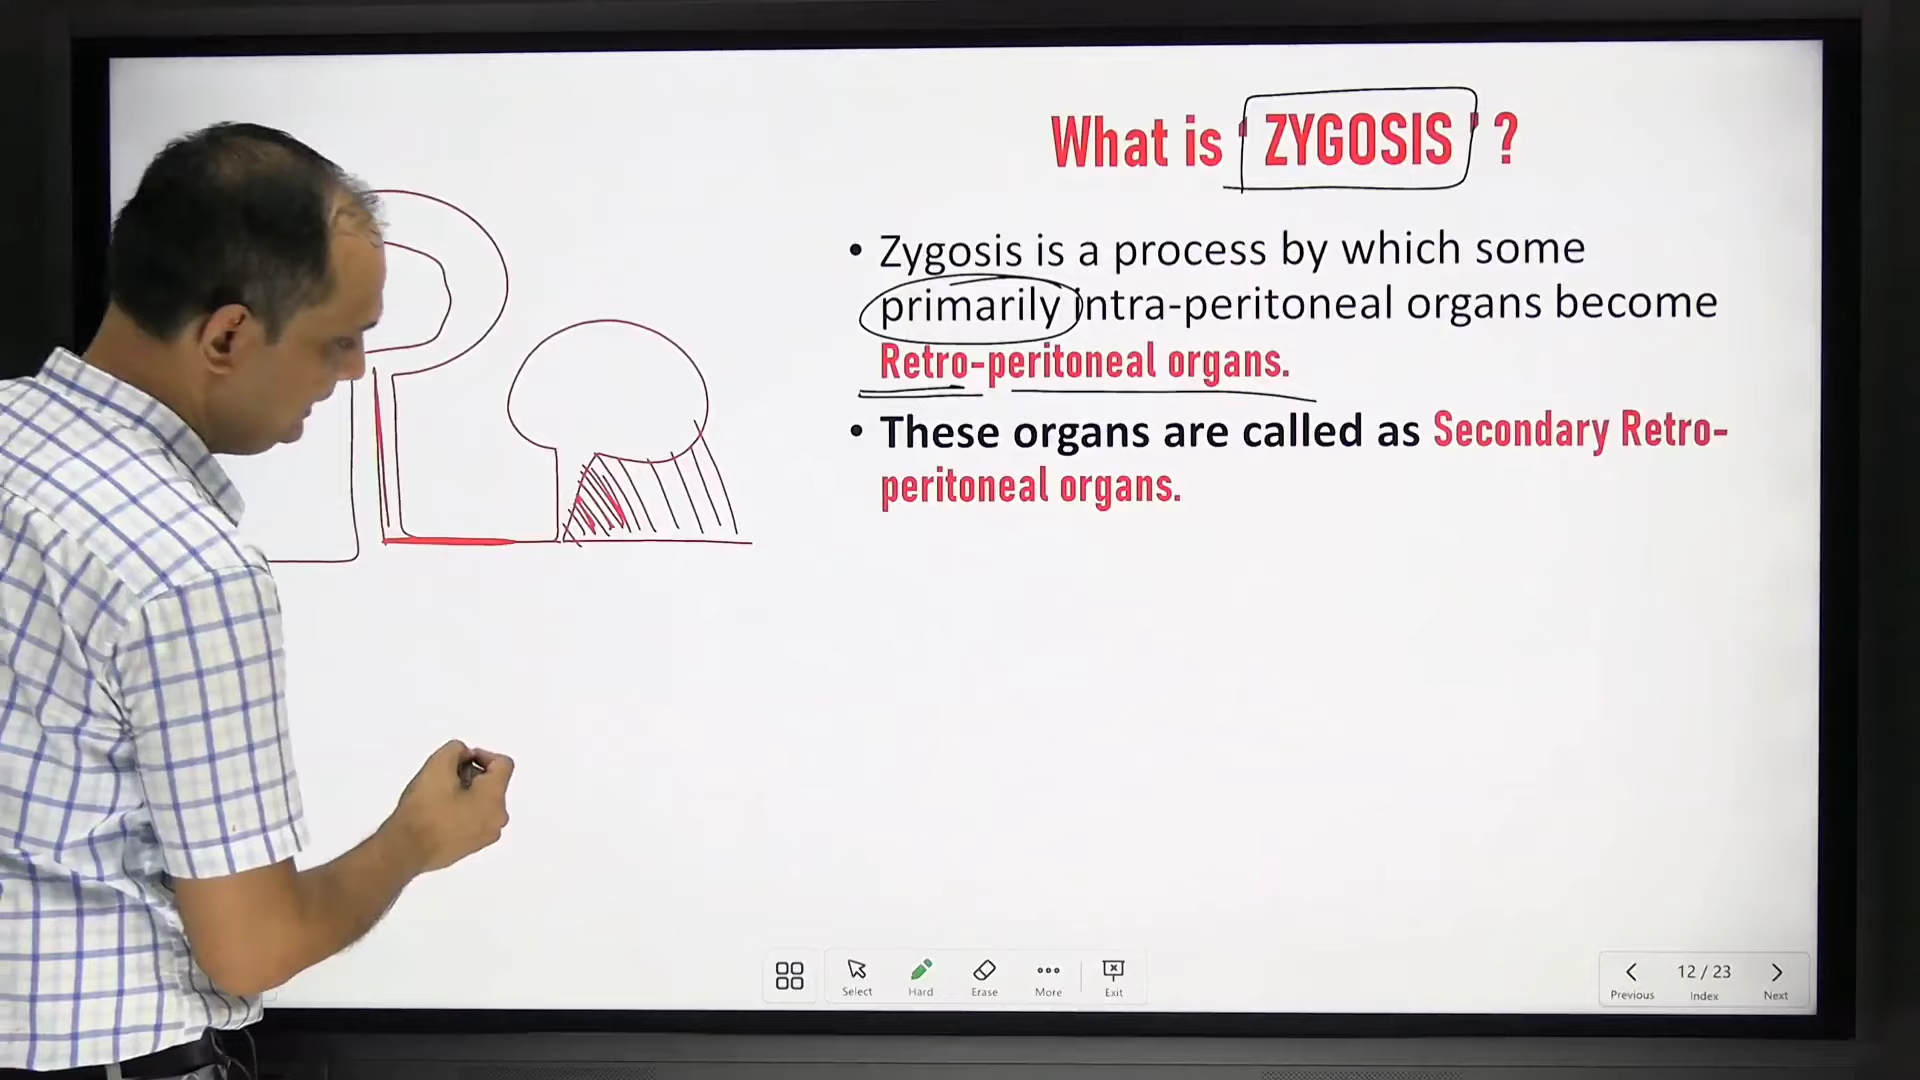 What is 'ZYGOSIS' ?
• Zygosis is a process by which some
primarily intra-peritoneal organs become
Retro-peritoneal organs.
• These organs are called as Secondary Retro-
peritoneal organs.
Select Hard Erase More Exit
12 / 23
Previous Index Next